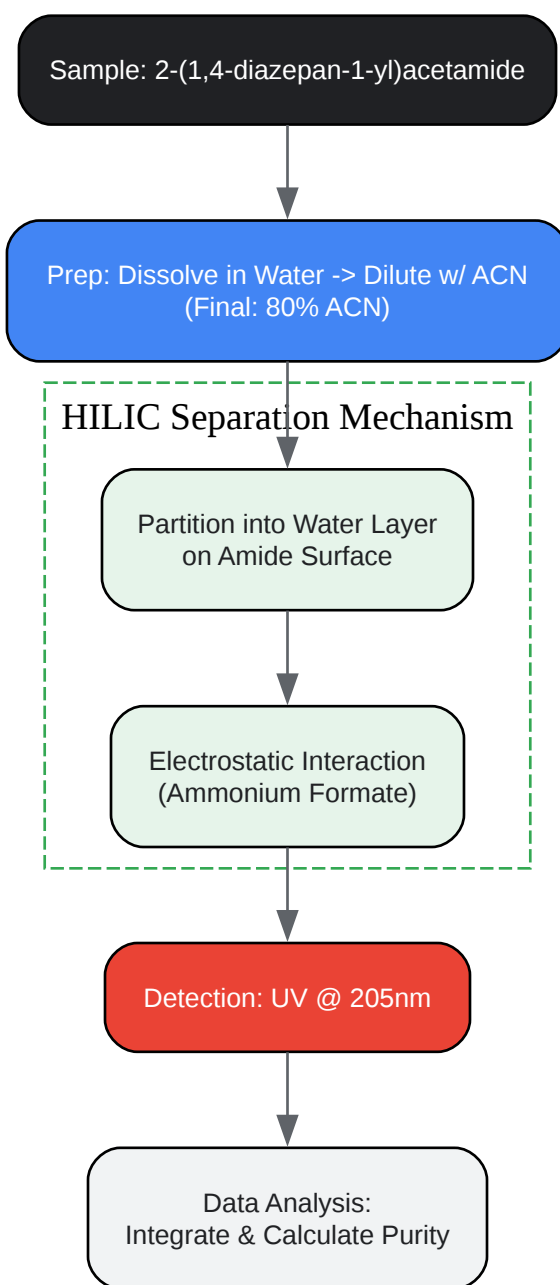 Sample: 2-(1,4-diazepan-1-yl)acetamide
Prep: Dissolve in Water -> Dilute w/ ACN
(Final: 80% ACN)
HILIC Separation Mechanism
Partition into Water Layer
on Amide Surface
Electrostatic Interaction
(Ammonium Formate)
Detection: UV @ 205nm
Data Analysis:
Integrate & Calculate Purity